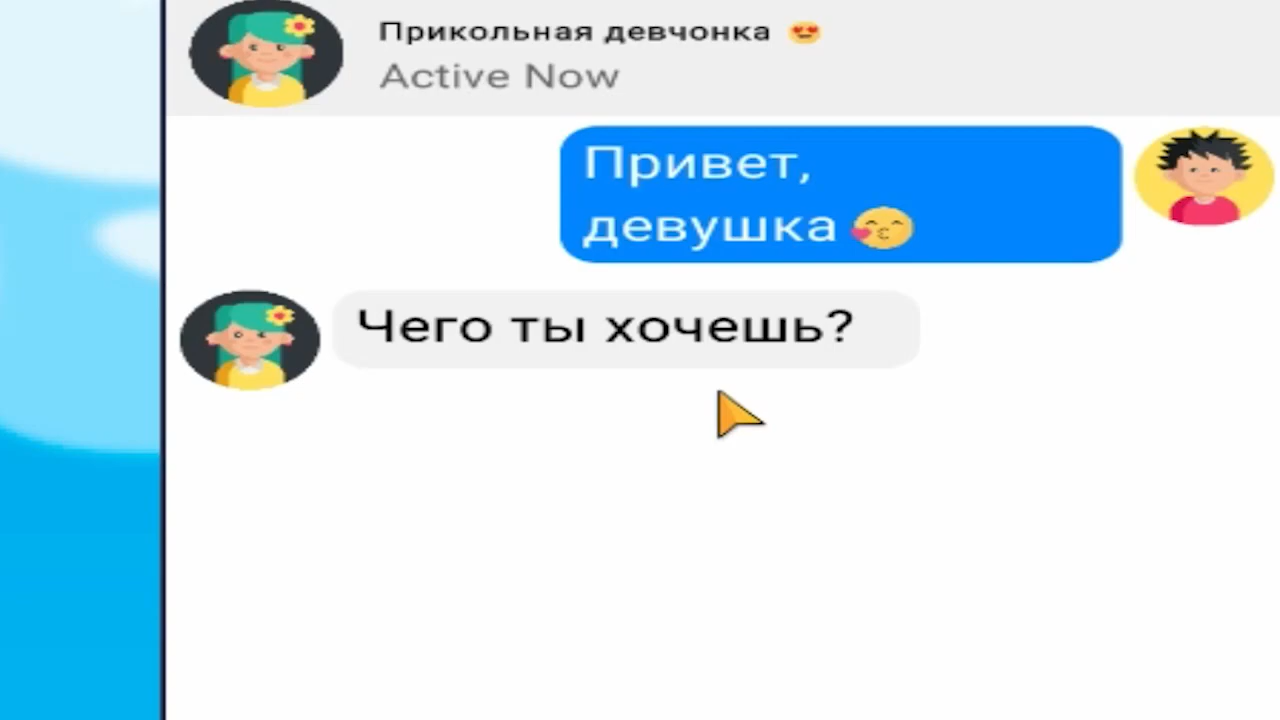 Прикольная девчонка 😍
Active Now
Привет,
девушка 😚
Чего ты хочешь?